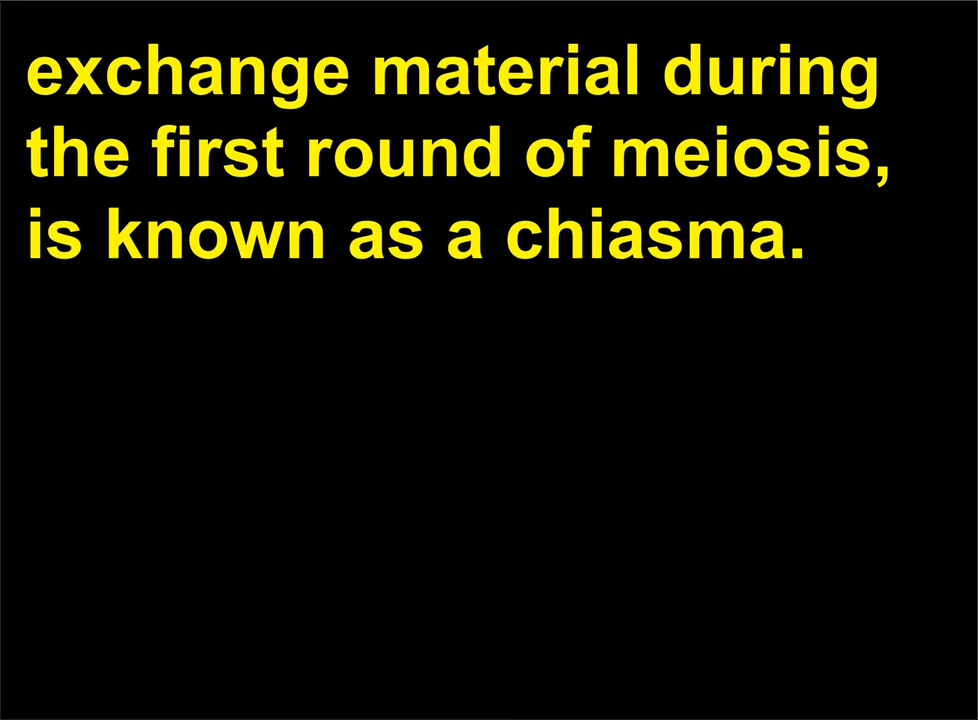 exchange material during
the first round of meiosis,
is known as a chiasma.